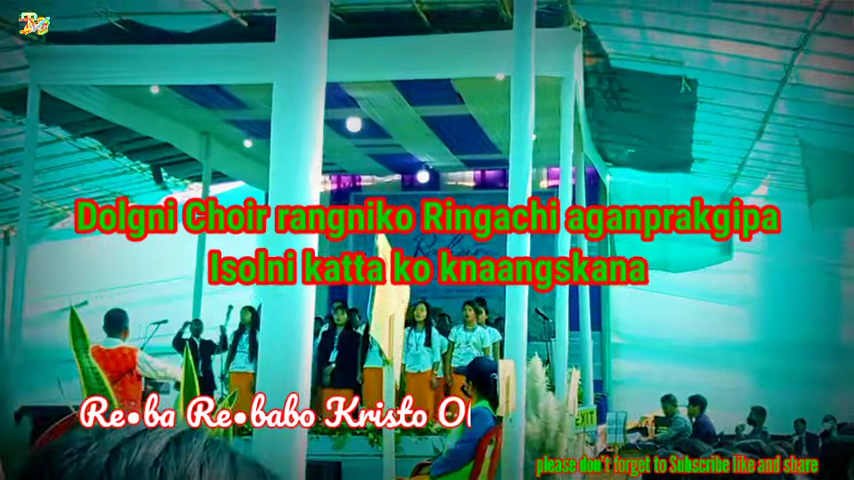 Dolgni Choir rangniko Ringachi aganprakgipa
Isolni katta ko knaangskana
Re•ba Re•babo Kristo O
EXIT
please don't forget to Subscribe like and share